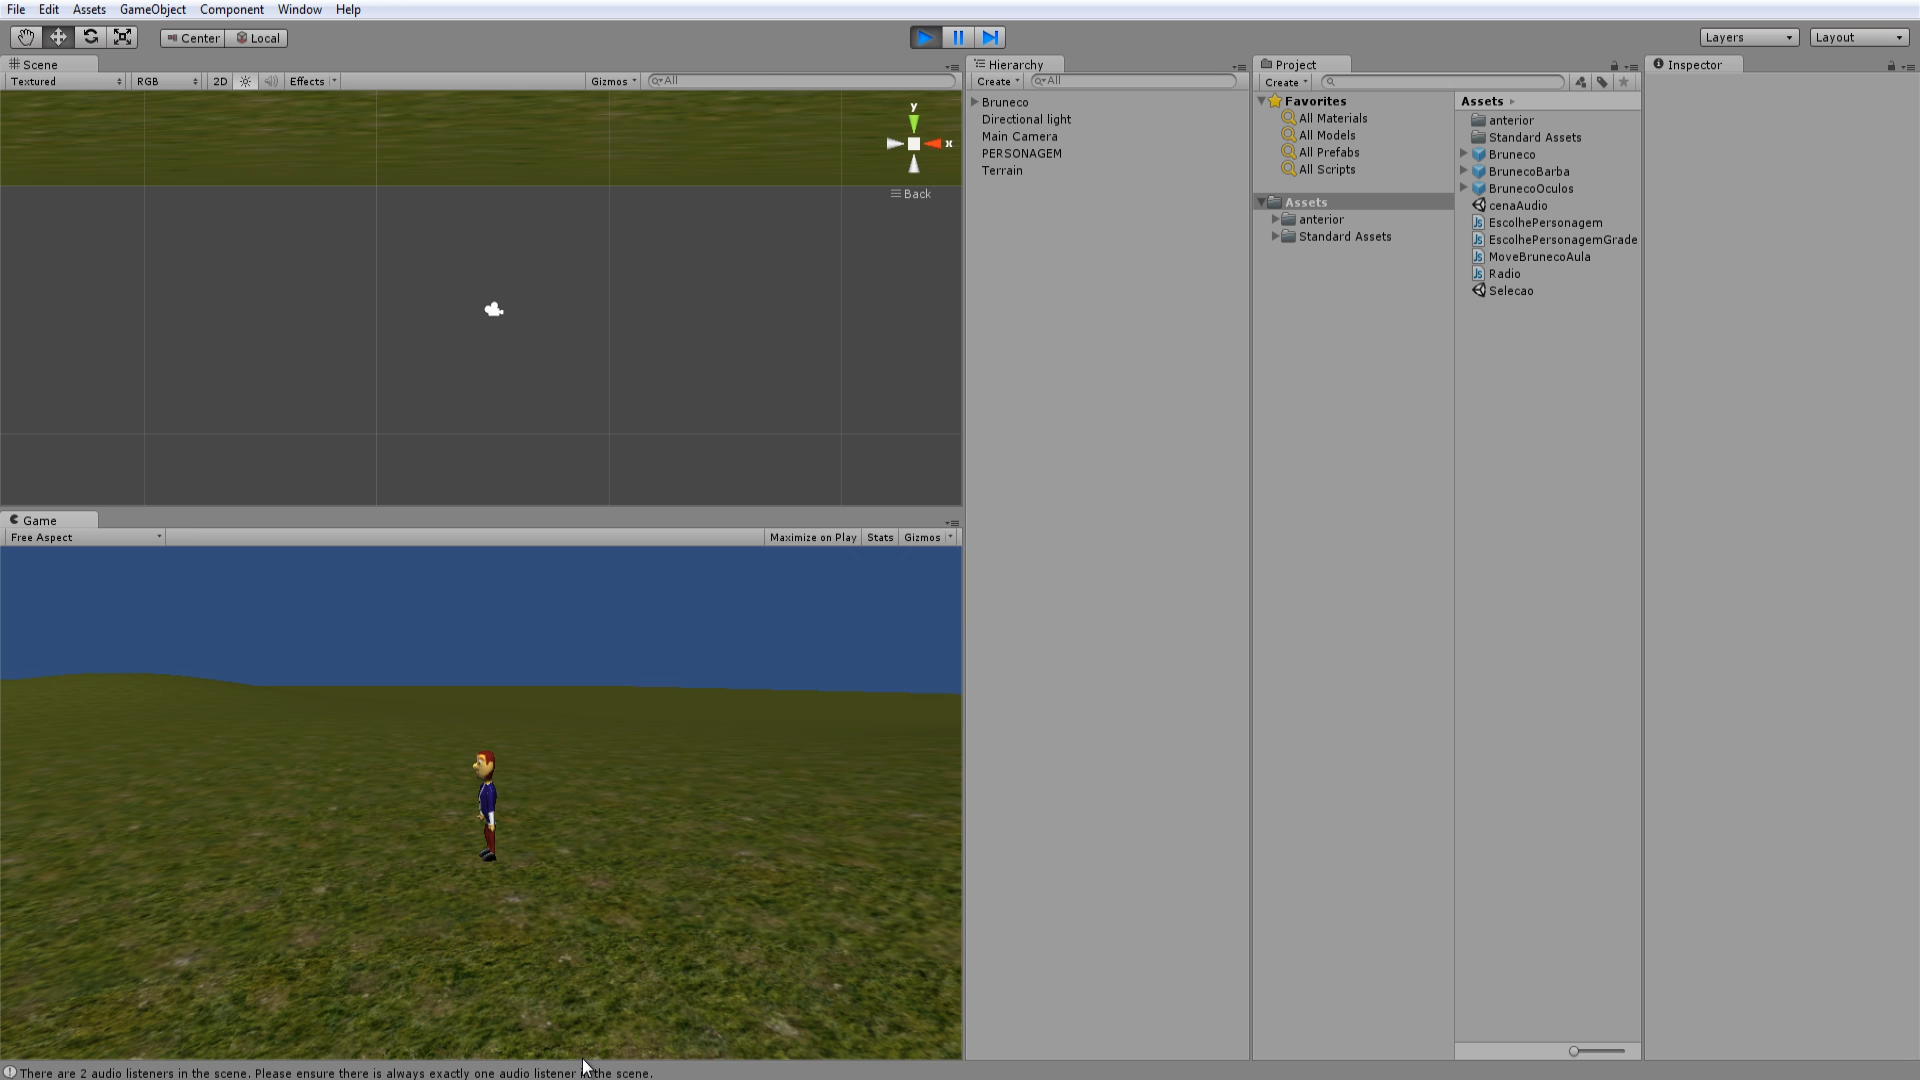 File Edit Assets GameObject Component Window Help
Center Local
Layers Layout
Scene
Textured RGB 2D Effects Gizmos All
y
x
Back
Game
Free Aspect Maximize on Play Stats Gizmos
Hierarchy
Create All
Bruneco
Directional light
Main Camera
PERSONAGEM
Terrain
Project
Create
Favorites
All Materials
All Models
All Prefabs
All Scripts
Assets
anterior
Standard Assets
Assets
anterior
Standard Assets
Bruneco
BrunecoBarba
BrunecoOculos
cenaAudio
EscolhePersonagem
EscolhePersonagemGrade
MoveBrunecoAula
Radio
Selecao
Inspector
There are 2 audio listeners in the scene. Please ensure there is always exactly one audio listener in the scene.